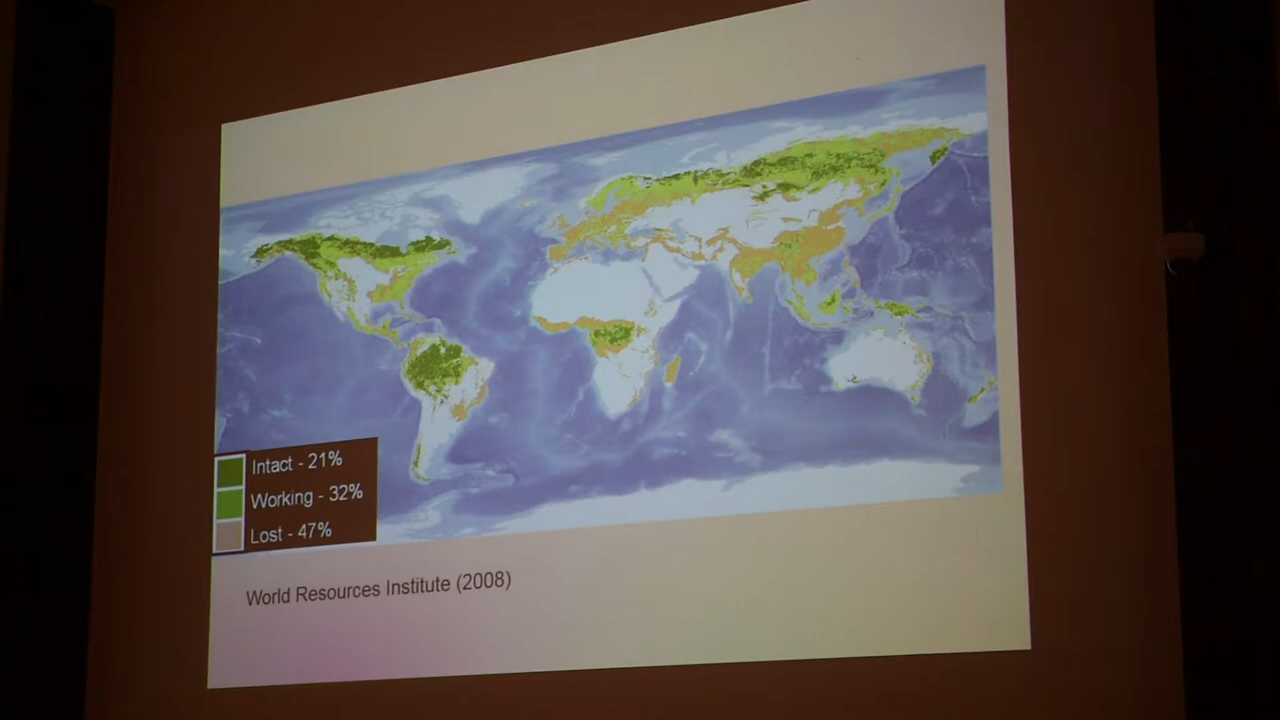 Intact - 21%
Working - 32%
Lost - 47%
World Resources Institute (2008)